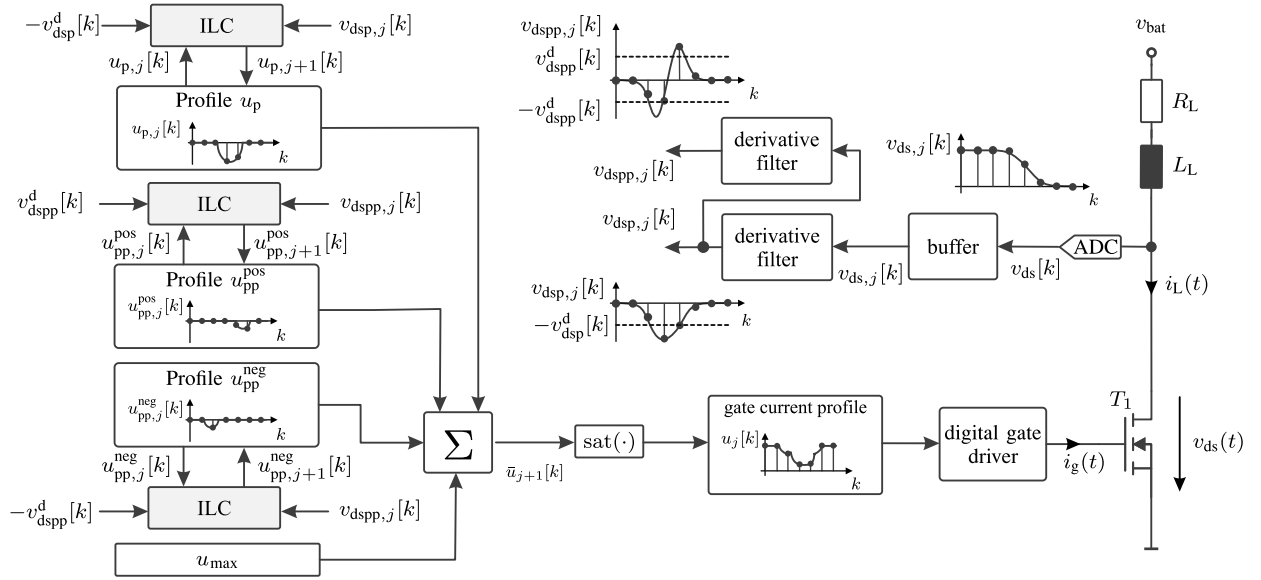 −v^d_dsp[k]
ILC
v_dsp,j[k]
u_p,j[k]
u_p,j+1[k]
Profile u_p
u_p,j[k]
k
v^d_dspp[k]
ILC
v_dspp,j[k]
u^pos_pp,j[k]
u^pos_pp,j+1[k]
Profile u^pos_pp
u^pos_pp,j[k]
k
Profile u^neg_pp
u^neg_pp,j[k]
k
u^neg_pp,j[k]
u^neg_pp,j+1[k]
−v^d_dspp[k]
ILC
v_dspp,j[k]
u_max
Σ
ū_j+1[k]
sat(·)
gate current profile
u_j[k]
k
digital gate
driver
i_g(t)
T_1
v_ds(t)
v_dspp,j[k]
v^d_dspp[k]
−v^d_dspp[k]
k
derivative
filter
v_dspp,j[k]
v_dsp,j[k]
derivative
filter
v_ds,j[k]
buffer
v_ds[k]
ADC
v_dsp,j[k]
−v^d_dsp[k]
k
v_ds,j[k]
k
v_bat
R_L
L_L
i_L(t)